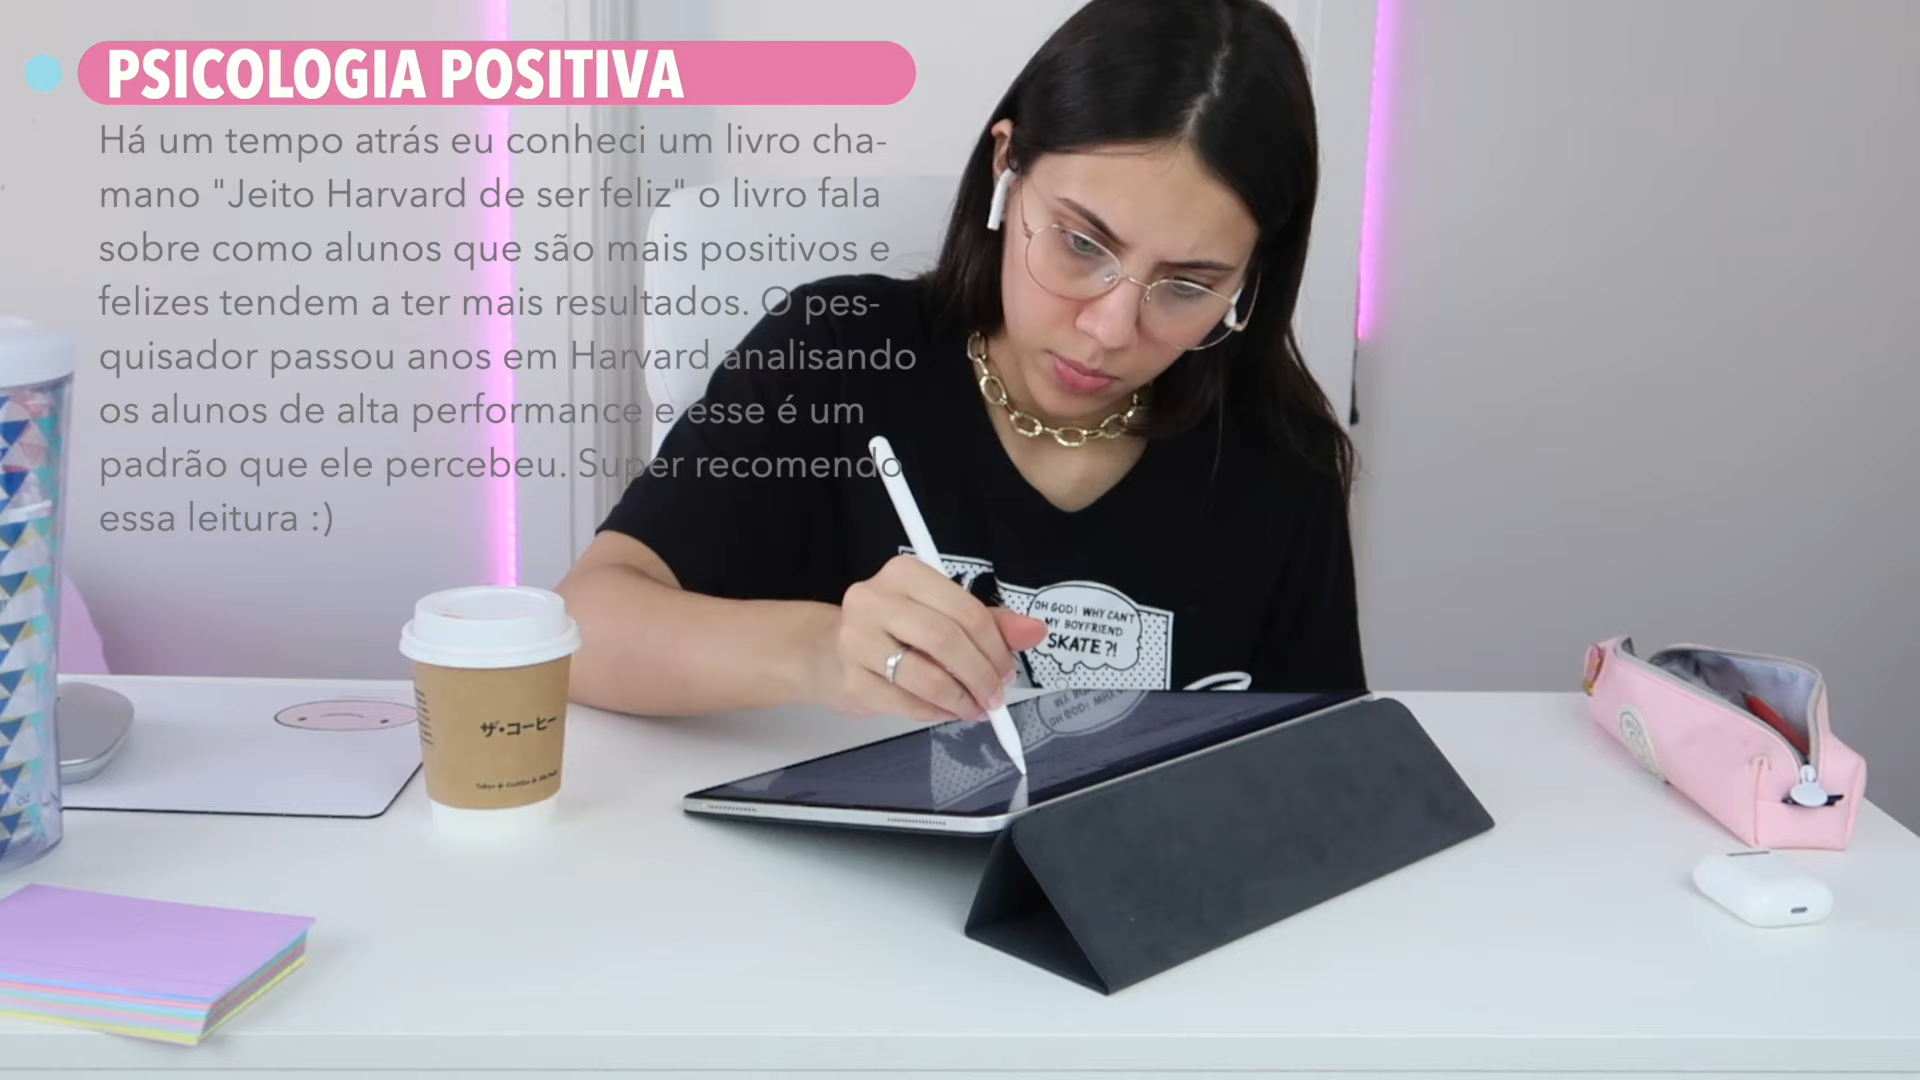 PSICOLOGIA POSITIVA
Há um tempo atrás eu conheci um livro cha-
mano "Jeito Harvard de ser feliz" o livro fala
sobre como alunos que são mais positivos e
felizes tendem a ter mais resultados. O pes-
quisador passou anos em Harvard analisando
os alunos de alta performance e esse é um
padrão que ele percebeu. Super recomendo
essa leitura :)
OH GOD! WHY CAN'T
MY BOYFRIEND
SKATE?!
ザ・コーヒー